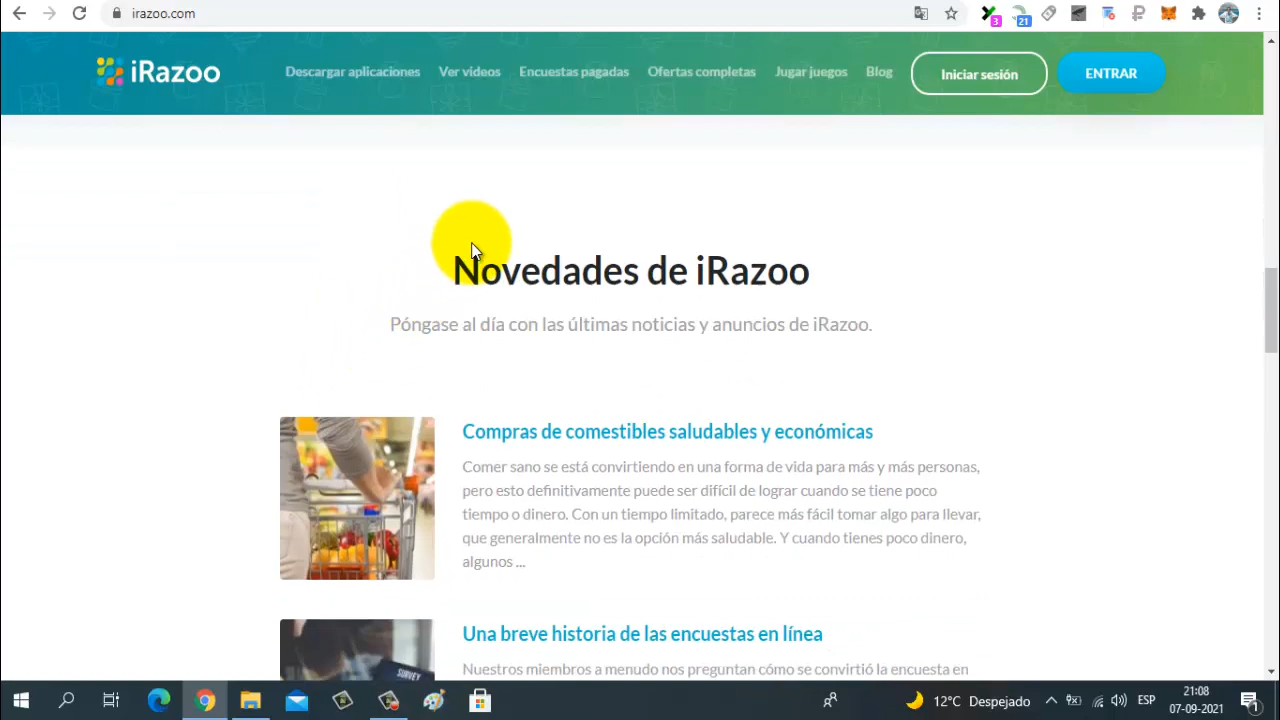 irazoo.com
3
21
iRazoo
Descargar aplicaciones Ver videos Encuestas pagadas Ofertas completas Jugar juegos Blog Iniciar sesión ENTRAR
Novedades de iRazoo
Póngase al día con las últimas noticias y anuncios de iRazoo.
Compras de comestibles saludables y económicas
Comer sano se está convirtiendo en una forma de vida para más y más personas,
pero esto definitivamente puede ser difícil de lograr cuando se tiene poco
tiempo o dinero. Con un tiempo limitado, parece más fácil tomar algo para llevar,
que generalmente no es la opción más saludable. Y cuando tienes poco dinero,
algunos ...
Una breve historia de las encuestas en línea
Nuestros miembros a menudo nos preguntan cómo se convirtió la encuesta en
SURVEY
12°C Despejado
ESP
21:08
07-09-2021
1